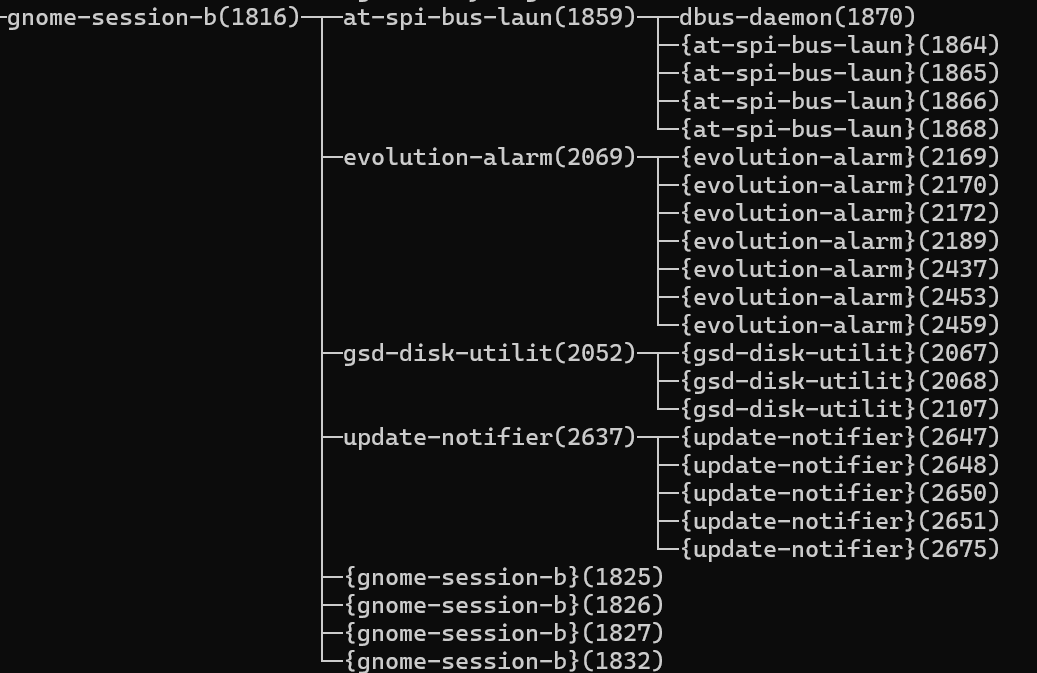 ─gnome-session-b(1816)─┬─at-spi-bus-laun(1859)─┬─dbus-daemon(1870)
                       │                       ├─{at-spi-bus-laun}(1864)
                       │                       ├─{at-spi-bus-laun}(1865)
                       │                       ├─{at-spi-bus-laun}(1866)
                       │                       └─{at-spi-bus-laun}(1868)
                       ├─evolution-alarm(2069)─┬─{evolution-alarm}(2169)
                       │                       ├─{evolution-alarm}(2170)
                       │                       ├─{evolution-alarm}(2172)
                       │                       ├─{evolution-alarm}(2189)
                       │                       ├─{evolution-alarm}(2437)
                       │                       ├─{evolution-alarm}(2453)
                       │                       └─{evolution-alarm}(2459)
                       ├─gsd-disk-utilit(2052)─┬─{gsd-disk-utilit}(2067)
                       │                       ├─{gsd-disk-utilit}(2068)
                       │                       └─{gsd-disk-utilit}(2107)
                       ├─update-notifier(2637)─┬─{update-notifier}(2647)
                       │                       ├─{update-notifier}(2648)
                       │                       ├─{update-notifier}(2650)
                       │                       ├─{update-notifier}(2651)
                       │                       └─{update-notifier}(2675)
                       ├─{gnome-session-b}(1825)
                       ├─{gnome-session-b}(1826)
                       ├─{gnome-session-b}(1827)
                       └─{gnome-session-b}(1832)